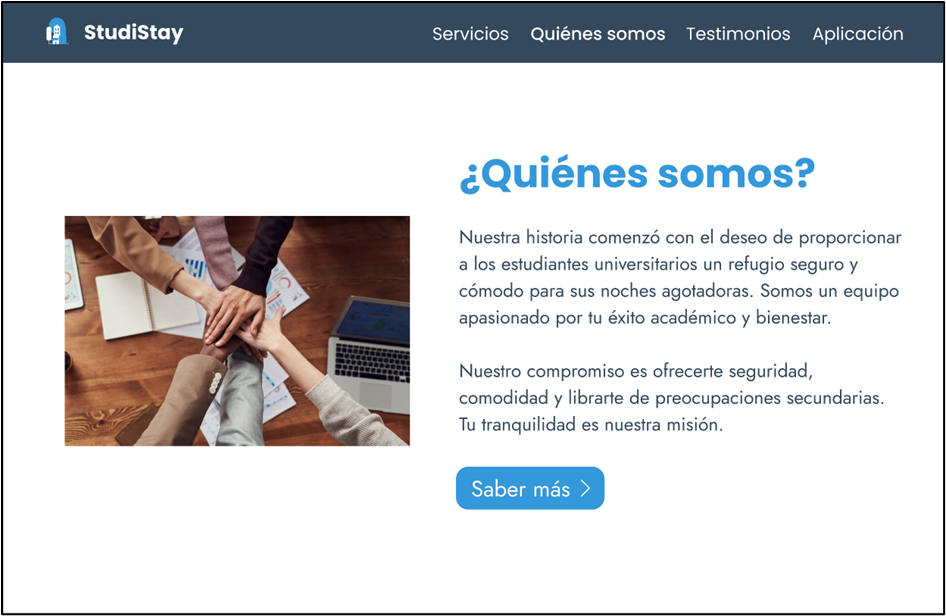 StudiStay
Servicios
Quiénes somos
Testimonios
Aplicación
¿Quiénes somos?
Nuestra historia comenzó con el deseo de proporcionar
a los estudiantes universitarios un refugio seguro y
cómodo para sus noches agotadoras. Somos un equipo
apasionado por tu éxito académico y bienestar.
Nuestro compromiso es ofrecerte seguridad,
comodidad y librarte de preocupaciones secundarias.
Tu tranquilidad es nuestra misión.
Saber más